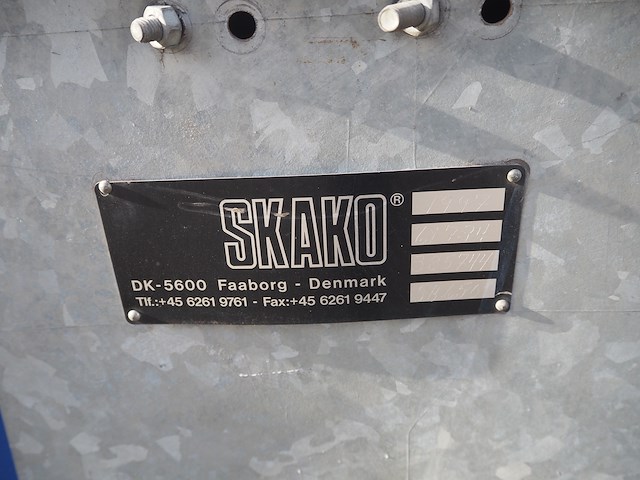 SKAKO®
DK-5600 Faaborg - Denmark
Tlf.:+45 6261 9761 - Fax:+45 6261 9447